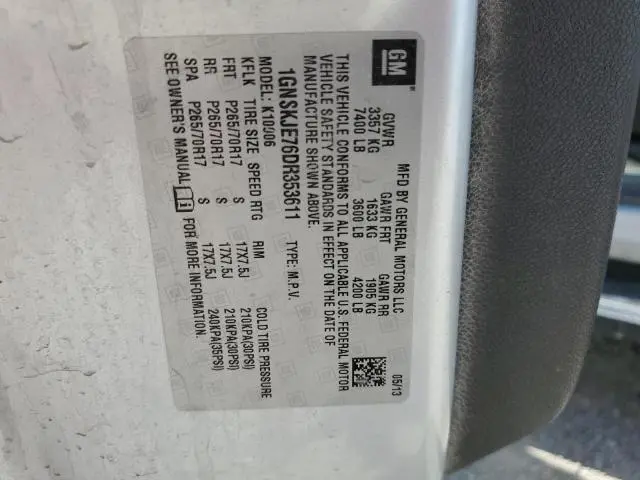 GM
MFD BY GENERAL MOTORS LLC 05/13
GVWR GAWR FRT GAWR RR
3357 KG 1633 KG 1905 KG
7400 LB 3600 LB 4200 LB
THIS VEHICLE CONFORMS TO ALL APPLICABLE U.S. FEDERAL MOTOR
VEHICLE SAFETY STANDARDS IN EFFECT ON THE DATE OF
MANUFACTURE SHOWN ABOVE.
1GNSKJE76DR353611 TYPE: M.P.V.
MODEL: K10906
KFLK TIRE SIZE SPEED RTG RIM COLD TIRE PRESSURE
FRT P265/70R17 S 17X7.5J 210KPA(30PSI)
RR P265/70R17 S 17X7.5J 210KPA(30PSI)
SPA P265/70R17 S 17X7.5J 240KPA(35PSI)
SEE OWNER'S MANUAL FOR MORE INFORMATION.